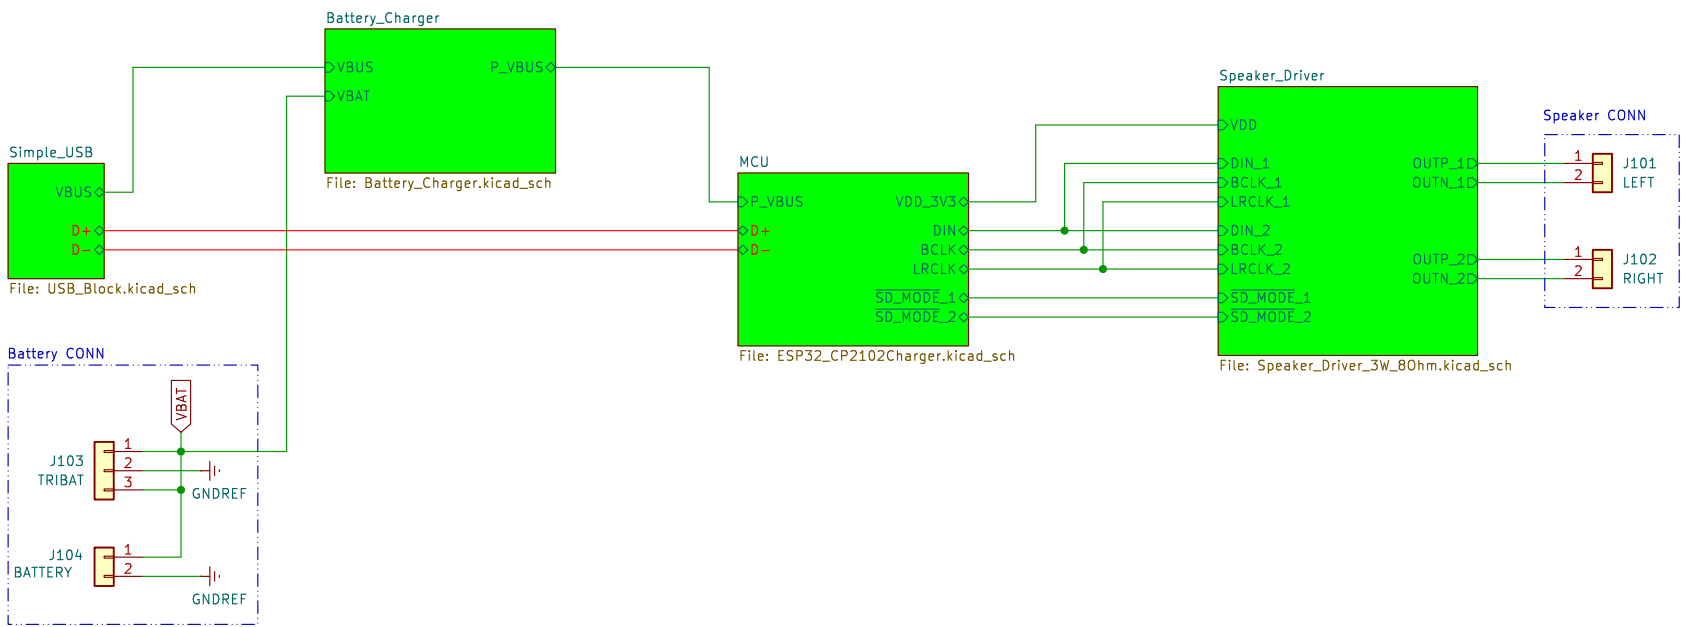 Battery_Charger
VBUS
P_VBUS
VBAT
File: Battery_Charger.kicad_sch
Simple_USB
VBUS
D+
D-
File: USB_Block.kicad_sch
MCU
P_VBUS
D+
D-
VDD_3V3
DIN
BCLK
LRCLK
SD_MODE_1
SD_MODE_2
File: ESP32_CP2102Charger.kicad_sch
Speaker_Driver
VDD
DIN_1
BCLK_1
LRCLK_1
DIN_2
BCLK_2
LRCLK_2
SD_MODE_1
SD_MODE_2
OUTP_1
OUTN_1
OUTP_2
OUTN_2
File: Speaker_Driver_3W_8Ohm.kicad_sch
Speaker CONN
1
2
J101
LEFT
1
2
J102
RIGHT
Battery CONN
VBAT
J103
TRIBAT
1
2
3
GNDREF
J104
BATTERY
1
2
GNDREF